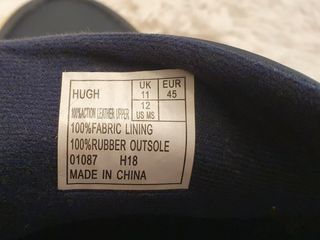 HUGH
UK EUR
11 45
12
US MS
100%ACTION LEATHER UPPER
100%FABRIC LINING
100%RUBBER OUTSOLE
01087 H18
MADE IN CHINA